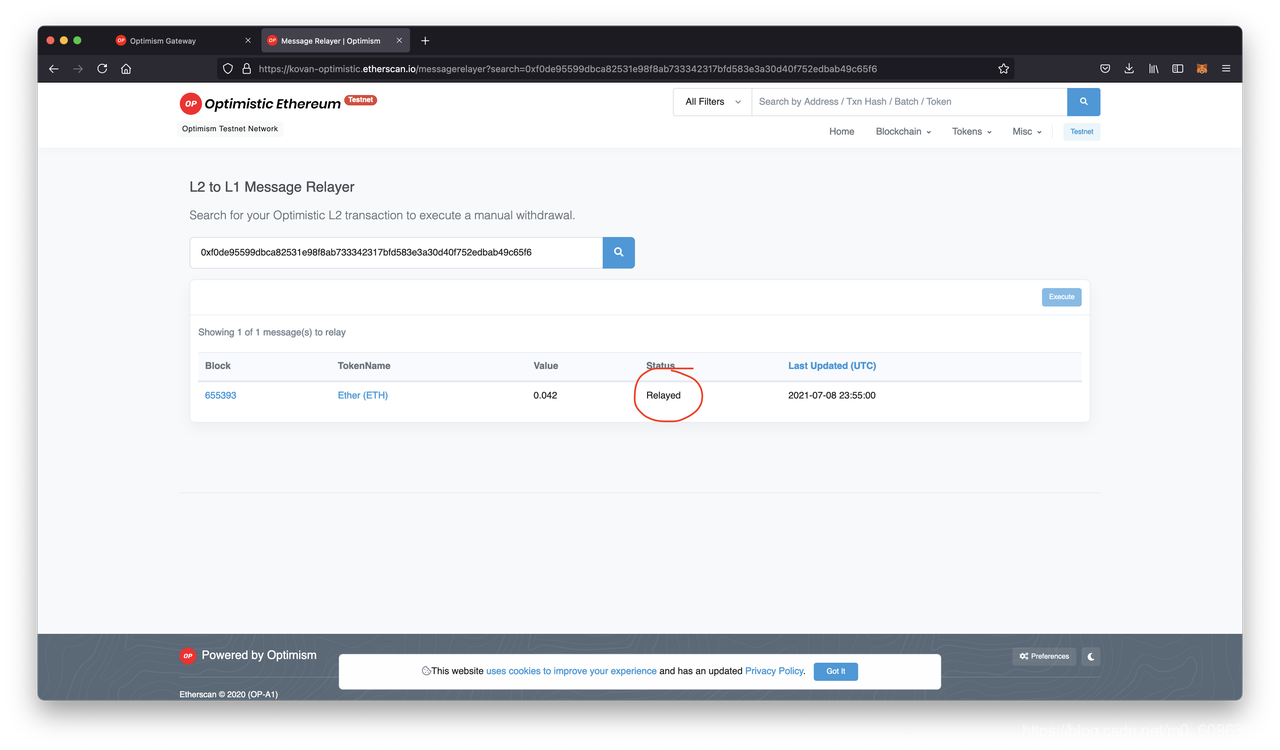 Optimism Gateway
Message Relayer | Optimism
https://kovan-optimistic.etherscan.io/messagerelayer?search=0xf0de95599dbca82531e98f8ab733342317bfd583e3a30d40f752edbab49c65f6
OP Optimistic Ethereum Testnet
Optimism Testnet Network
All Filters Search by Address / Txn Hash / Batch / Token
Home Blockchain Tokens Misc Testnet
L2 to L1 Message Relayer
Search for your Optimistic L2 transaction to execute a manual withdrawal.
0xf0de95599dbca82531e98f8ab733342317bfd583e3a30d40f752edbab49c65f6
Execute
Showing 1 of 1 message(s) to relay
Block TokenName Value Status Last Updated (UTC)
655393 Ether (ETH) 0.042 Relayed 2021-07-08 23:55:00
OP Powered by Optimism
Preferences
This website uses cookies to improve your experience and has an updated Privacy Policy. Got It
Etherscan © 2020 (OP-A1)